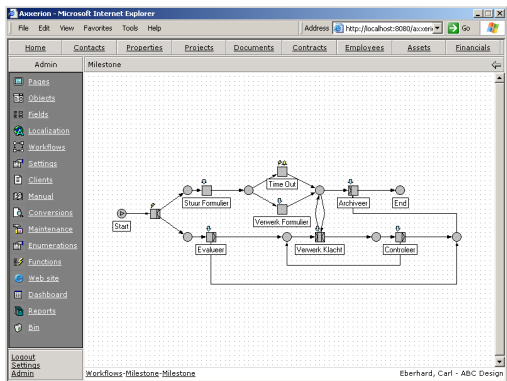 Axxerion - Microsoft Internet Explorer
File Edit View Favorites Tools Help Address http://localhost:8080/axxerio Go
Home Contacts Properties Projects Documents Contracts Employees Assets Financials
Admin Milestone
Pages
Objects
Fields
Localization
Workflows
Settings
Clients
Manual
Conversions
Maintenance
Enumerations
Functions
Web site
Dashboard
Reports
Bin
Time Out
Stuur Formulier
Archiveer
End
Start
Verwerk Formulier
Evalueer
Verwerk Klacht
Controleer
Logout
Settings
Admin
Workflows-Milestone-Milestone Eberhard, Carl - ABC Design